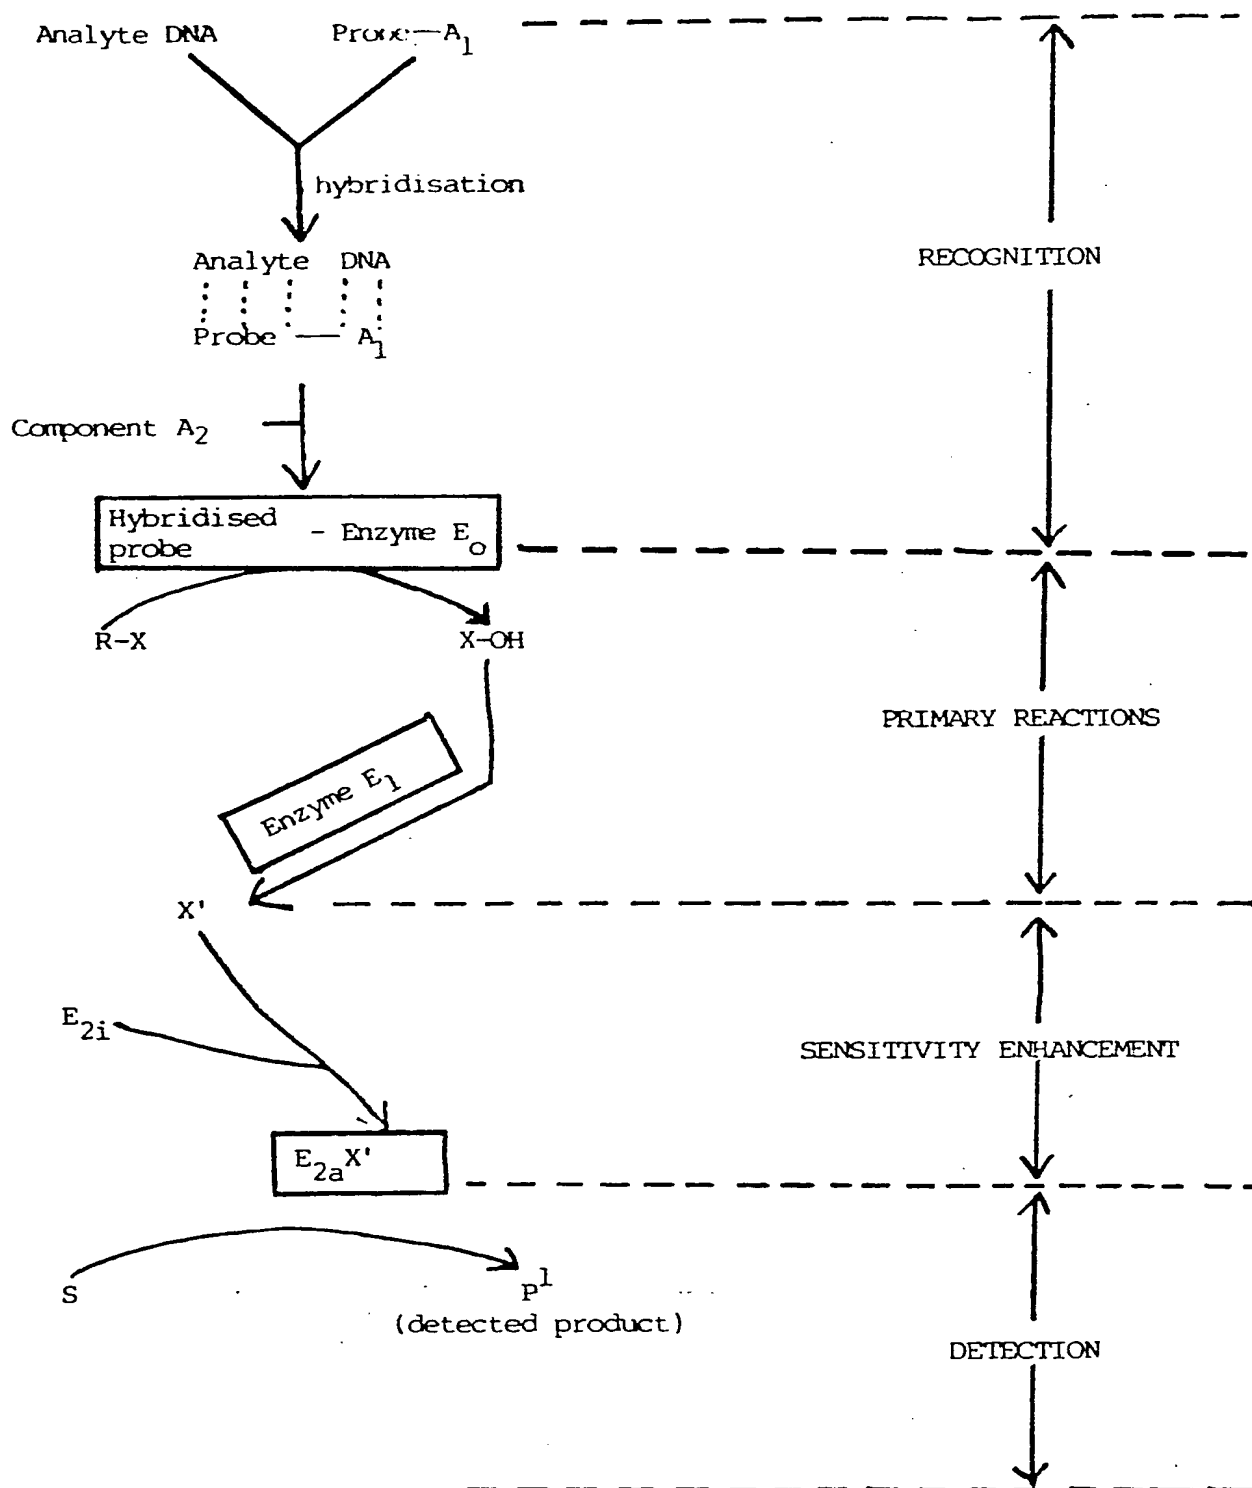 Analyte DNA
Probe—A1
hybridisation
Analyte DNA
Probe — A1
RECOGNITION
Component A2
Hybridised
probe
- Enzyme Eo
R-X
X-OH
PRIMARY REACTIONS
Enzyme E1
X'
E2i
SENSITIVITY ENHANCEMENT
E2aX'
S
P1
(detected product)
DETECTION